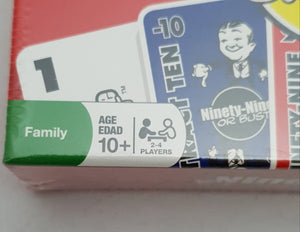 -10
1
TEN
Ninety-Nine
OR BUST
Family
AGE
EDAD
10+
2-4
PLAYERS